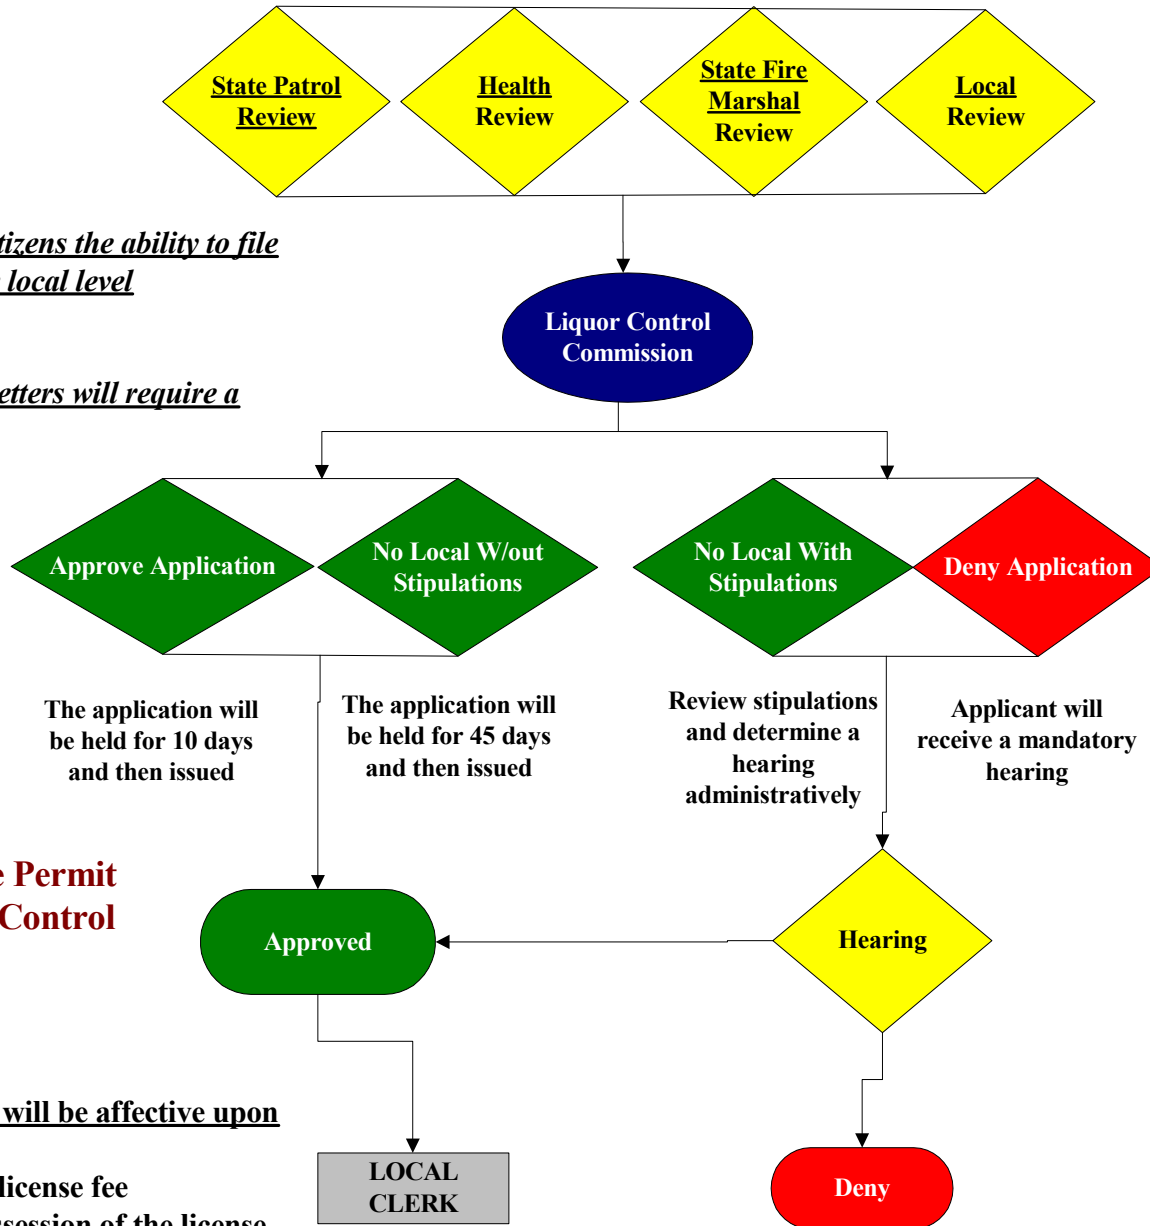 State Patrol
Review
Health
Review
State Fire
Marshal
Review
Local
Review
tizens the ability to file
local level
Liquor Control
Commission
etters will require a
Approve Application
No Local W/out
Stipulations
No Local With
Stipulations
Deny Application
The application will
be held for 10 days
and then issued
The application will
be held for 45 days
and then issued
Review stipulations
and determine a
hearing
administratively
Applicant will
receive a mandatory
hearing
e Permit
Control
Approved
Hearing
will be affective upon
license fee
ssession of the license
LOCAL
CLERK
Deny